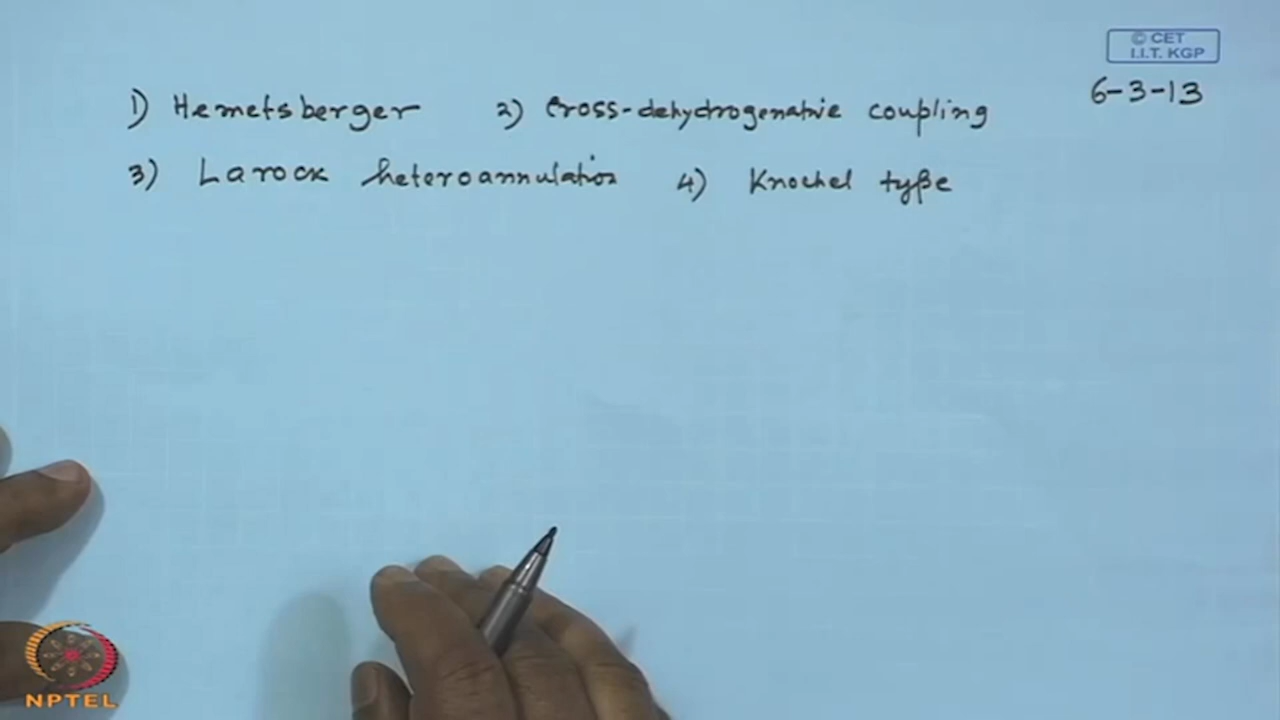 © CET
I.I.T. KGP
6-3-13
1) Hemetsberger 2) Cross-dehydrogenative coupling
3) Larock heteroannulation 4) Knochel type
NPTEL